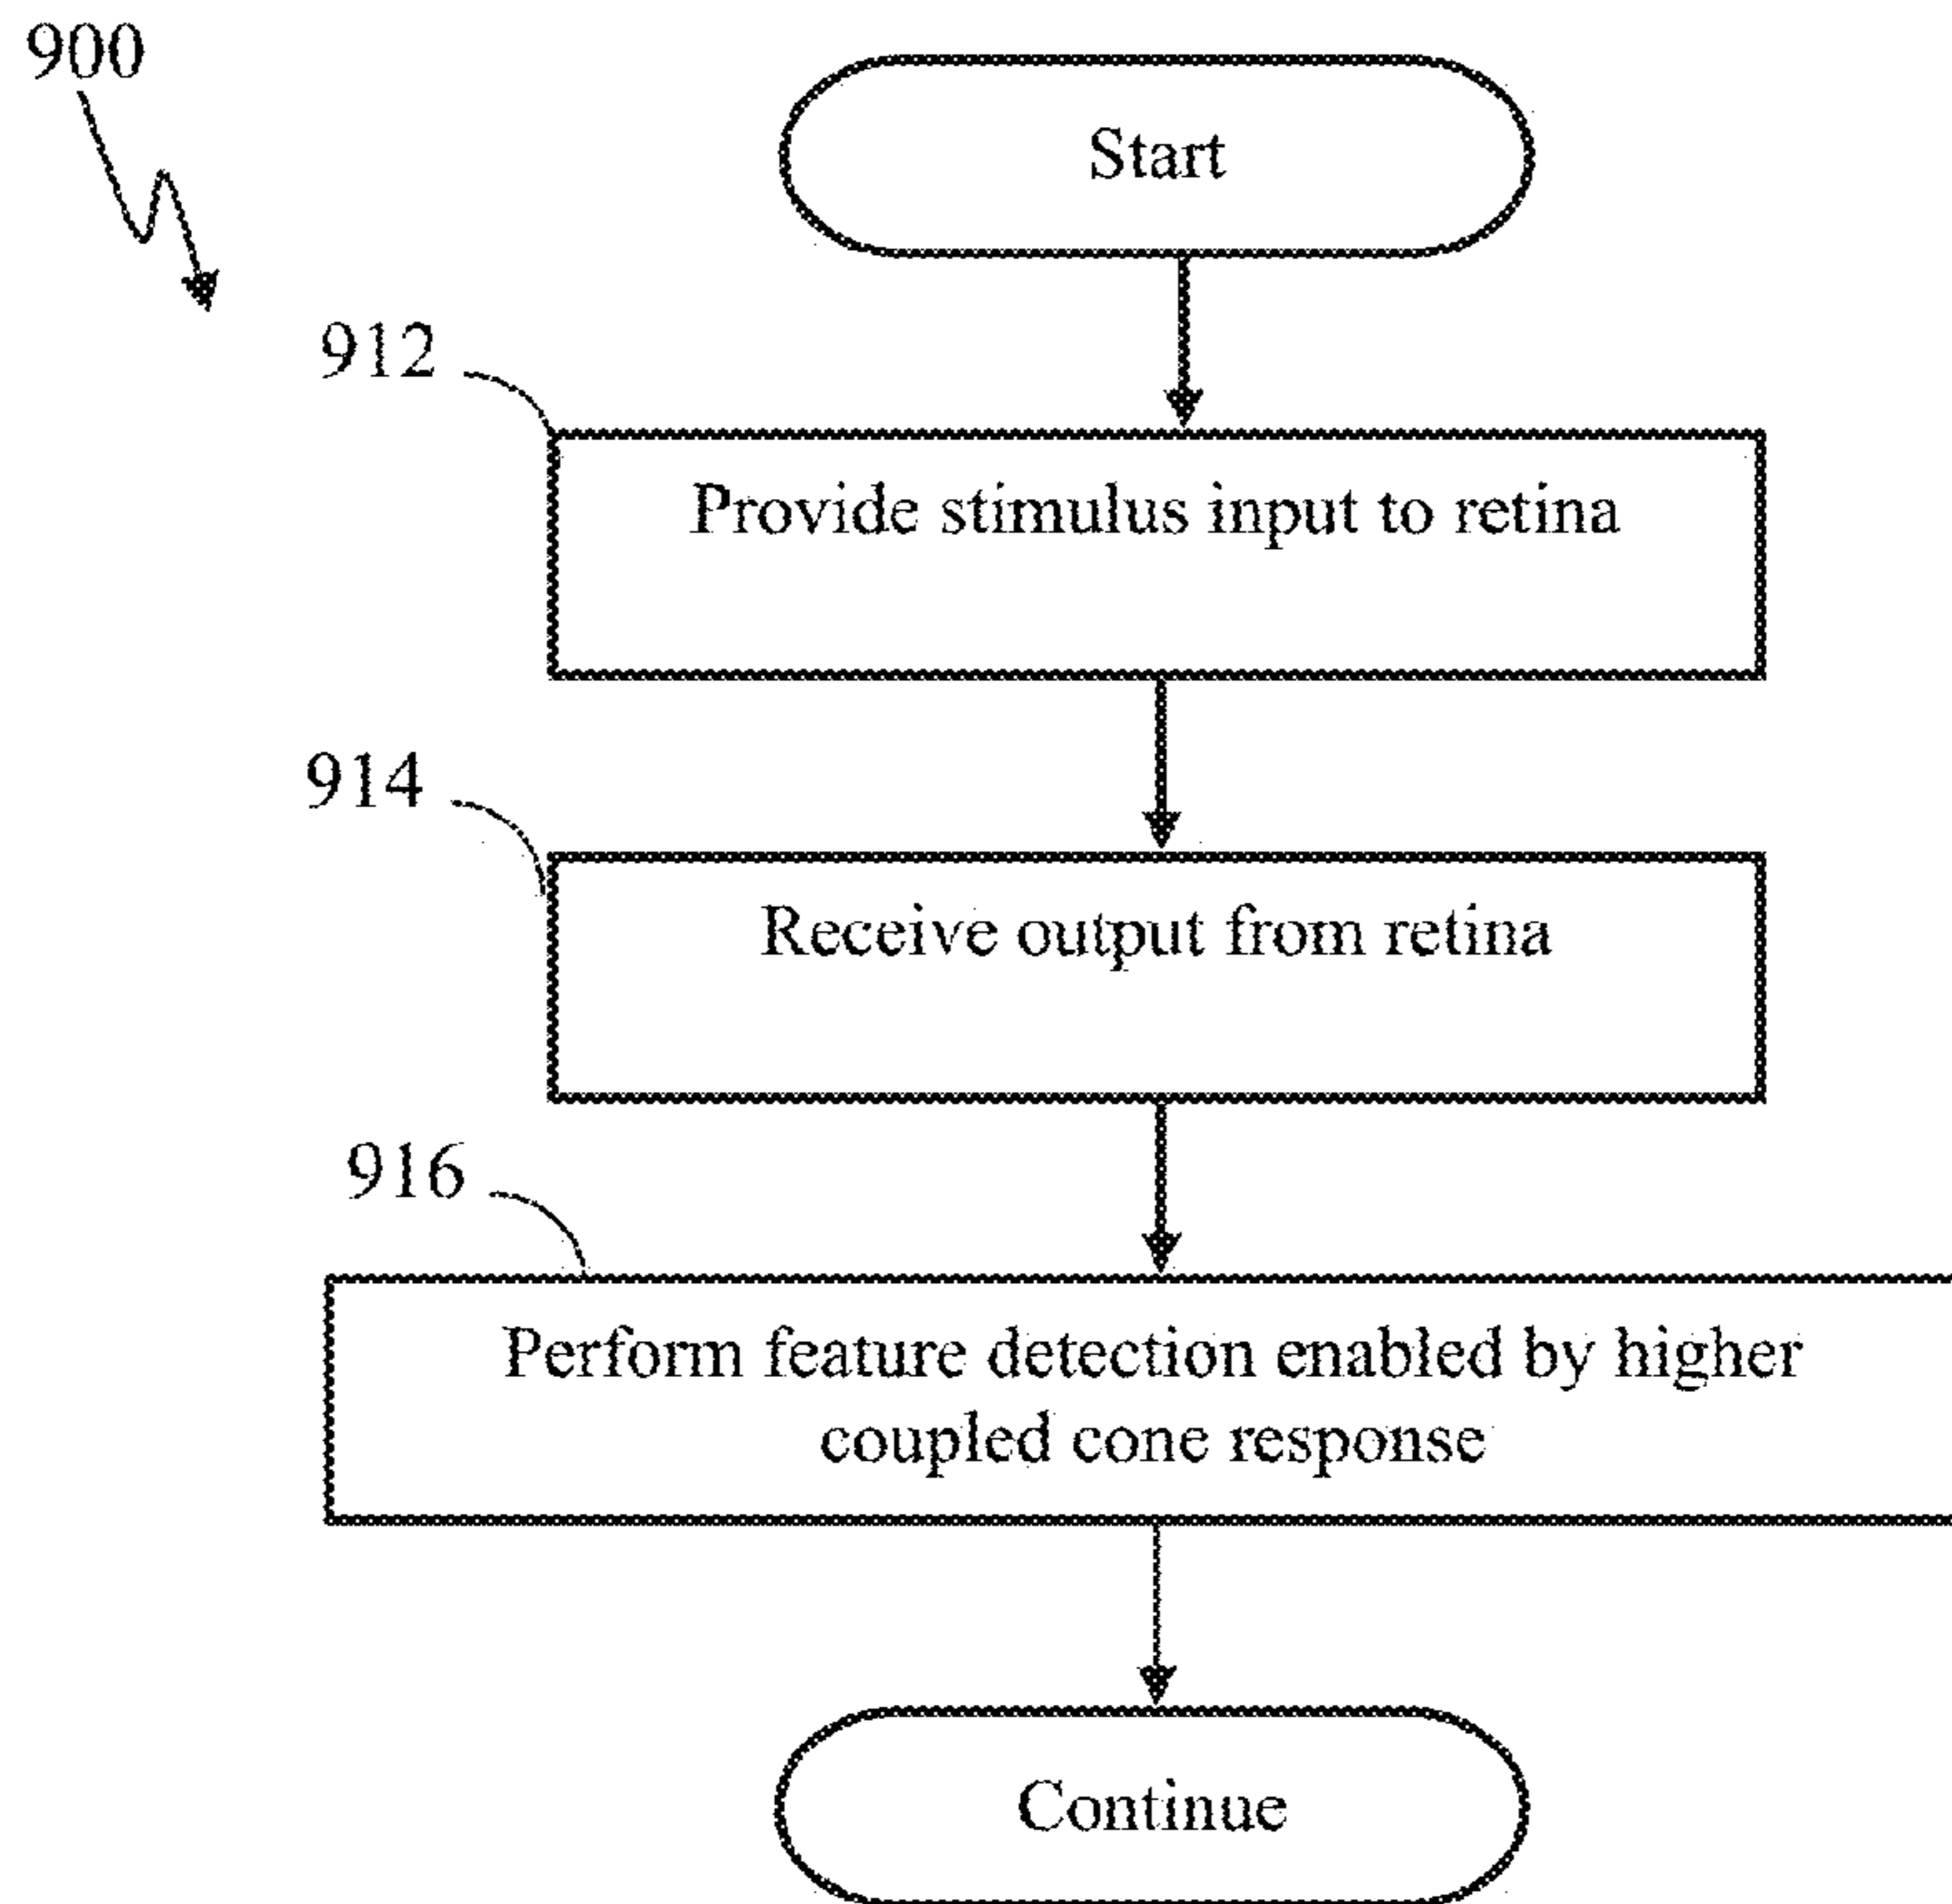 900
Start
912
Provide stimulus input to retina
914
Receive output from retina
916
Perform feature detection enabled by higher
coupled cone response
Continue